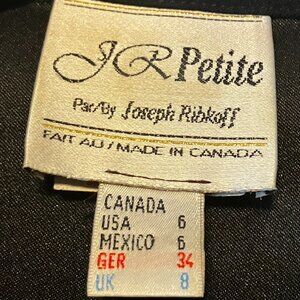 JR Petite
Par/By Joseph Ribkoff
FAIT AU / MADE IN CANADA
CANADA
USA 6
MEXICO 6
GER 34
UK 8